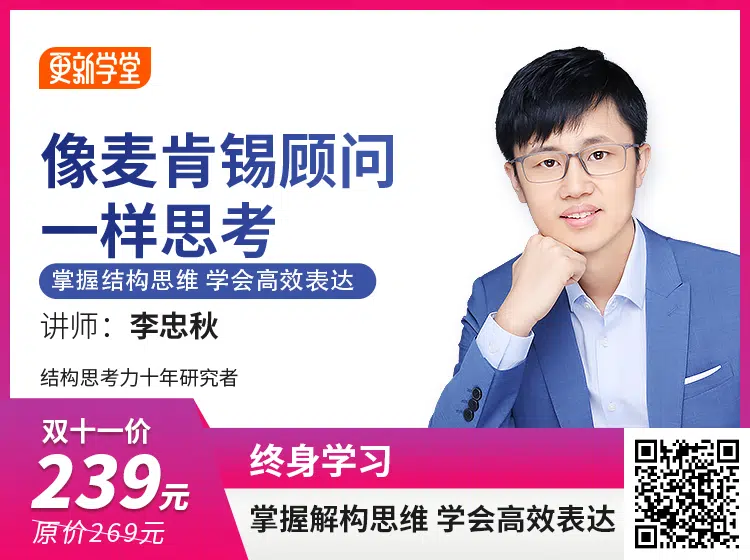 更新学堂
像麦肯锡顾问
一样思考
掌握结构思维 学会高效表达
讲师：李忠秋
结构思考力十年研究者
双十一价
239元
原价269元
终身学习
掌握解构思维 学会高效表达